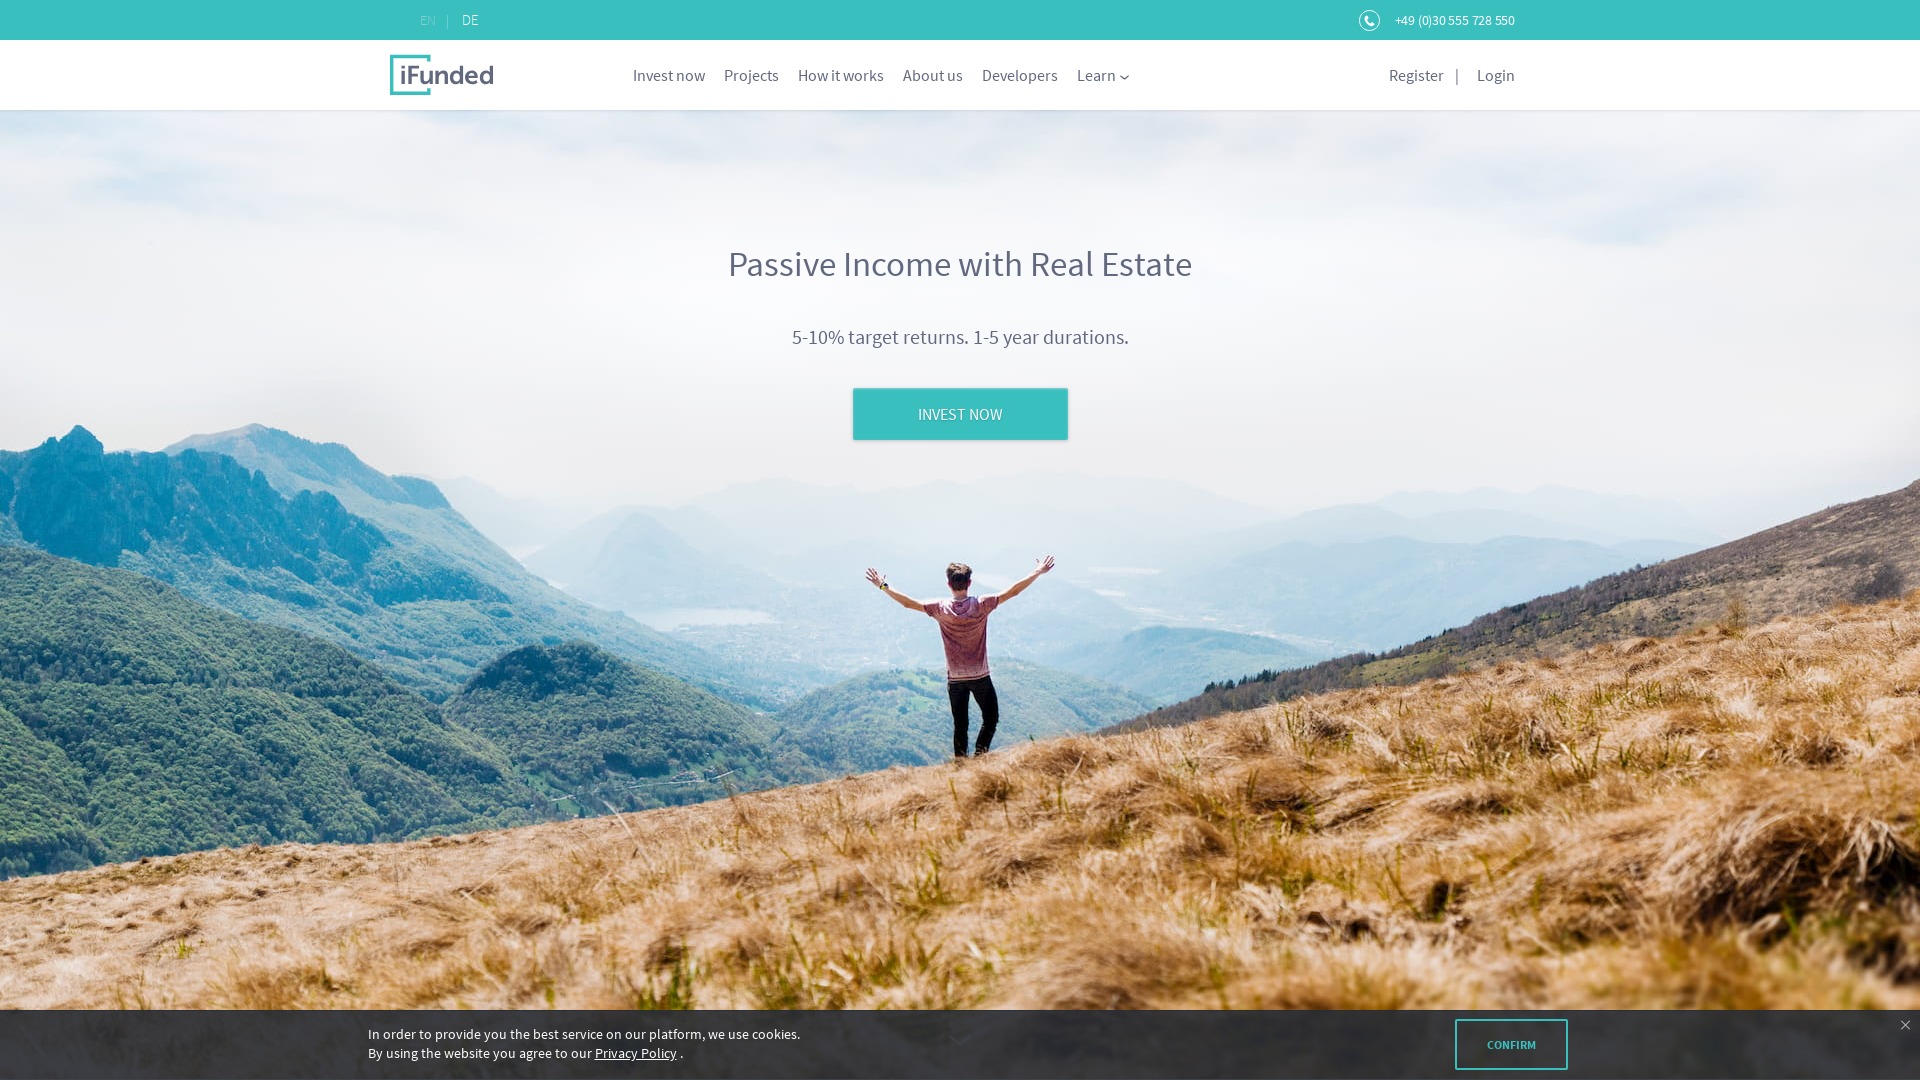 EN | DE
+49 (0)30 555 728 550
iFunded
Invest now
Projects
How it works
About us
Developers
Learn
Register | Login
Passive Income with Real Estate
5-10% target returns. 1-5 year durations.
INVEST NOW
In order to provide you the best service on our platform, we use cookies.
By using the website you agree to our Privacy Policy .
CONFIRM